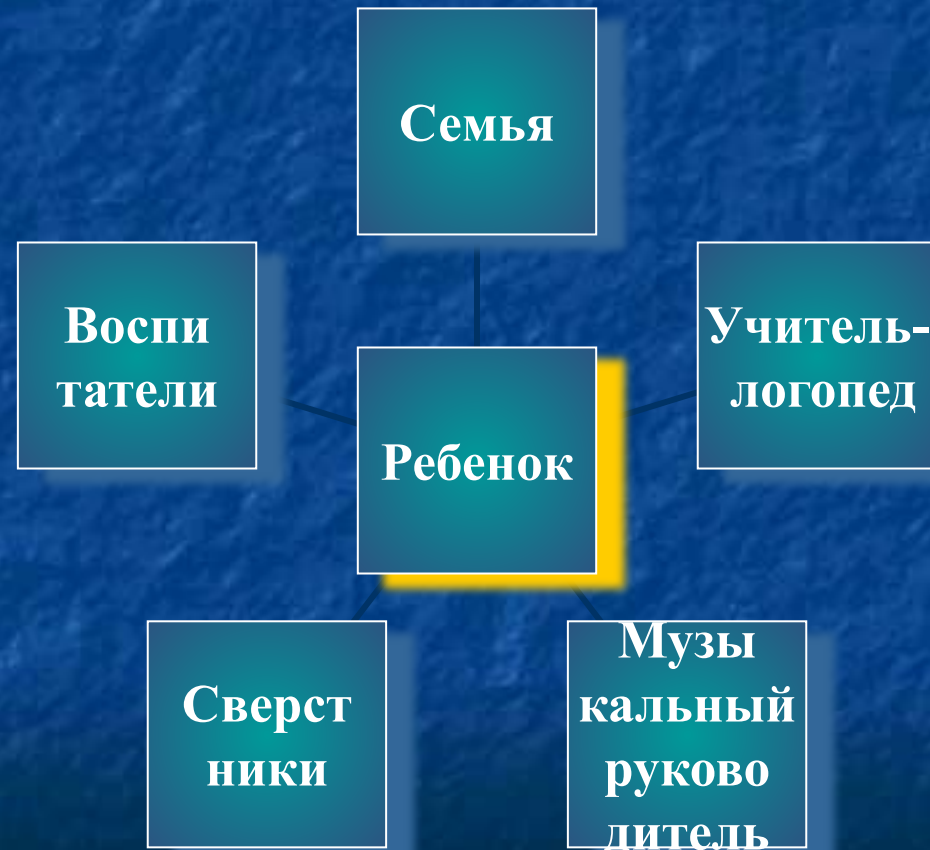 Семья
Воспи
татели
Учитель-
логопед
Ребенок
Сверст
ники
Музы
кальный
руково
дитель